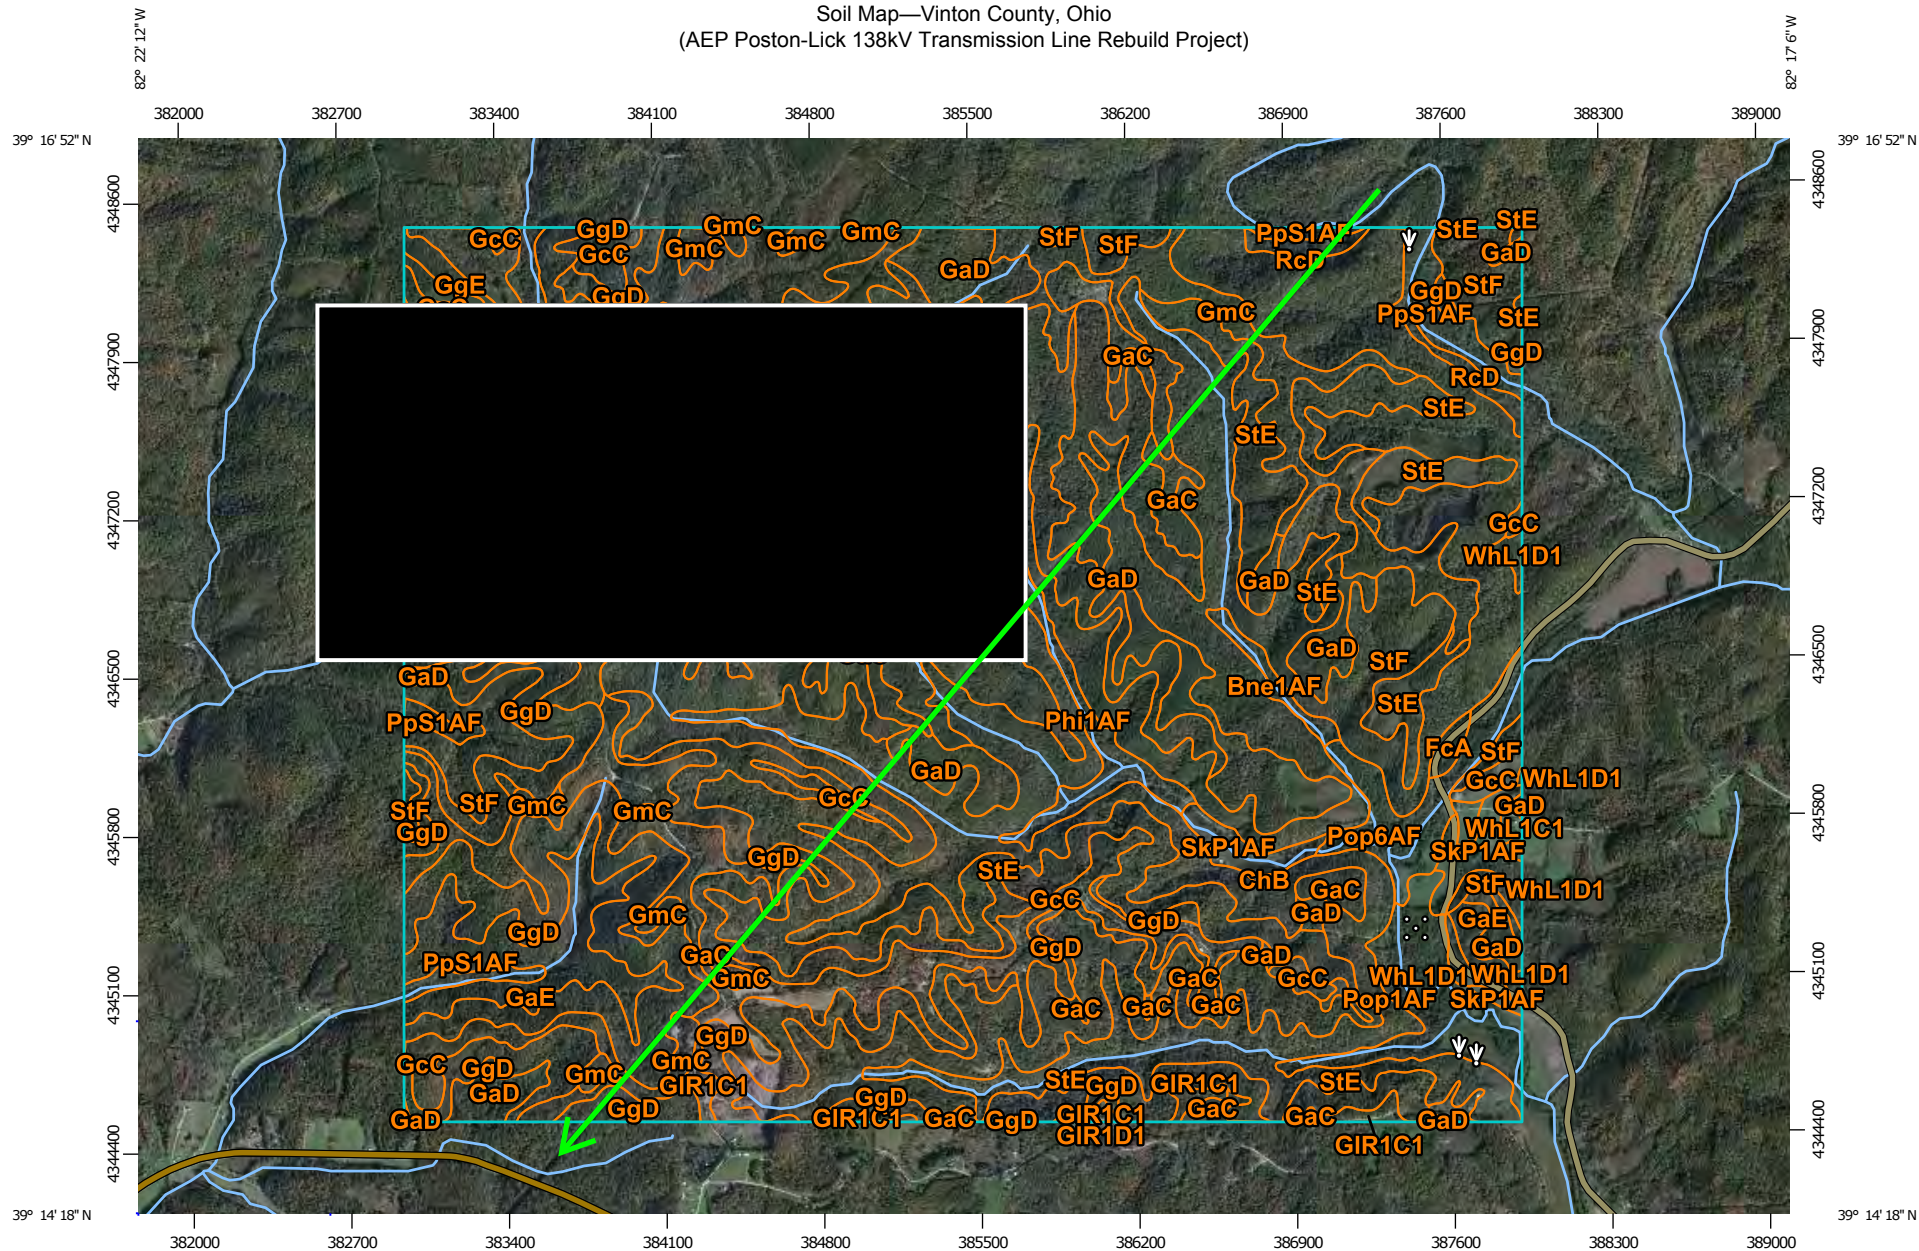 Soil Map—Vinton County, Ohio
(AEP Poston-Lick 138kV Transmission Line Rebuild Project)
82° 22' 12'' W
82° 17' 6'' W
382000 382700 383400 384100 384800 385500 386200 386900 387600 388300 389000
39° 16' 52'' N
39° 16' 52'' N
4348600
4347900
4347200
4346500
4345800
4345100
4344400
4348600
4347900
4347200
4346500
4345800
4345100
4344400
GcC GgD GmC GmC GmC StF StF PpS1AF StE StE
GcC GmC GaD RcD GaD
GgE GgD GgD StF
GmC PpS1AF StE
GaC GgD
RcD
StE
StE
StE
GaC
GcC
WhL1D1
GaD GaD StE
GaD
StF
GaD Bne1AF StE
PpS1AF GgD Phi1AF
FcA StF
GaD GcC WhL1D1
StF StF GmC GmC GcC GaD
GgD Pop6AF WhL1C1
SkP1AF SkP1AF
GgD StE ChB GaC StF WhL1D1
GmC GcC GgD GaD GaE
GgD GgD GaD GaD
PpS1AF GaC GmC GaC GcC WhL1D1 WhL1D1
GaE GaC GaC GaC Pop1AF SkP1AF
GgD
GcC GgD GmC GmC
GaD GIR1C1 StE GgD GIR1C1 StE
GaD GgD GIR1C1 GgD GaC GgD GIR1C1 GaC GaC GaD
GIR1D1 GIR1C1
39° 14' 18'' N
39° 14' 18'' N
382000 382700 383400 384100 384800 385500 386200 386900 387600 388300 389000